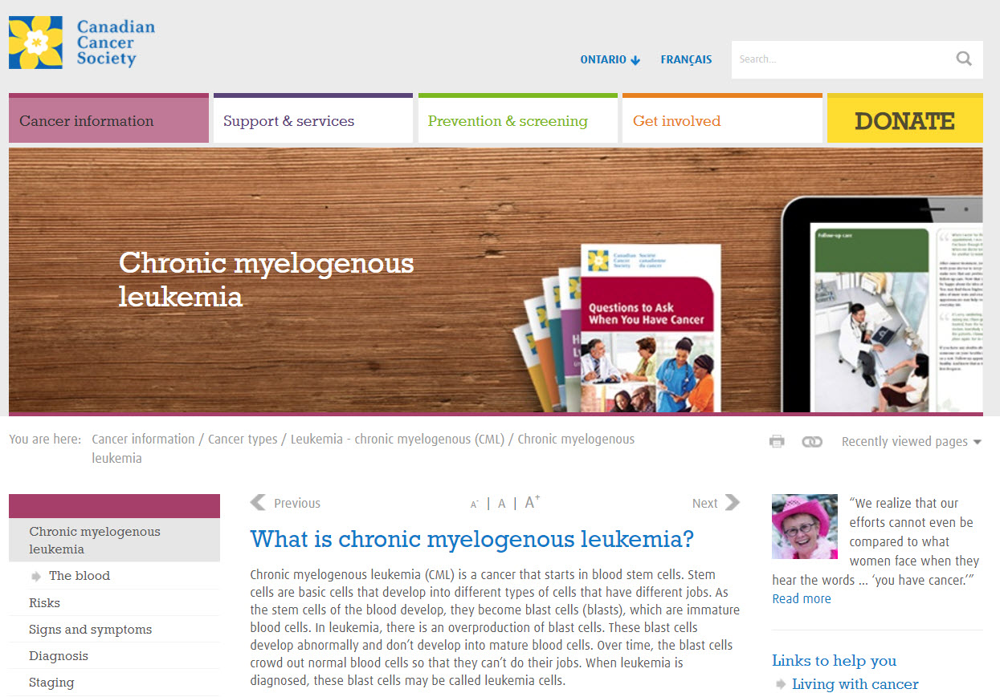 Canadian
Cancer
Society
ONTARIO
FRANÇAIS
Search...
Cancer information
Support & services
Prevention & screening
Get involved
DONATE
Chronic myelogenous
leukemia
Canadian Cancer Society
Société canadienne du cancer
Questions to Ask
When You Have Cancer
Follow-up care
You are here: Cancer information / Cancer types / Leukemia - chronic myelogenous (CML) / Chronic myelogenous
leukemia
Recently viewed pages
Chronic myelogenous
leukemia
The blood
Risks
Signs and symptoms
Diagnosis
Staging
Previous
A- | A | A+
Next
What is chronic myelogenous leukemia?
Chronic myelogenous leukemia (CML) is a cancer that starts in blood stem cells. Stem
cells are basic cells that develop into different types of cells that have different jobs. As
the stem cells of the blood develop, they become blast cells (blasts), which are immature
blood cells. In leukemia, there is an overproduction of blast cells. These blast cells
develop abnormally and don’t develop into mature blood cells. Over time, the blast cells
crowd out normal blood cells so that they can’t do their jobs. When leukemia is
diagnosed, these blast cells may be called leukemia cells.
“We realize that our
efforts cannot even be
compared to what
women face when they
hear the words ... ‘you have cancer.’”
Read more
Links to help you
Living with cancer